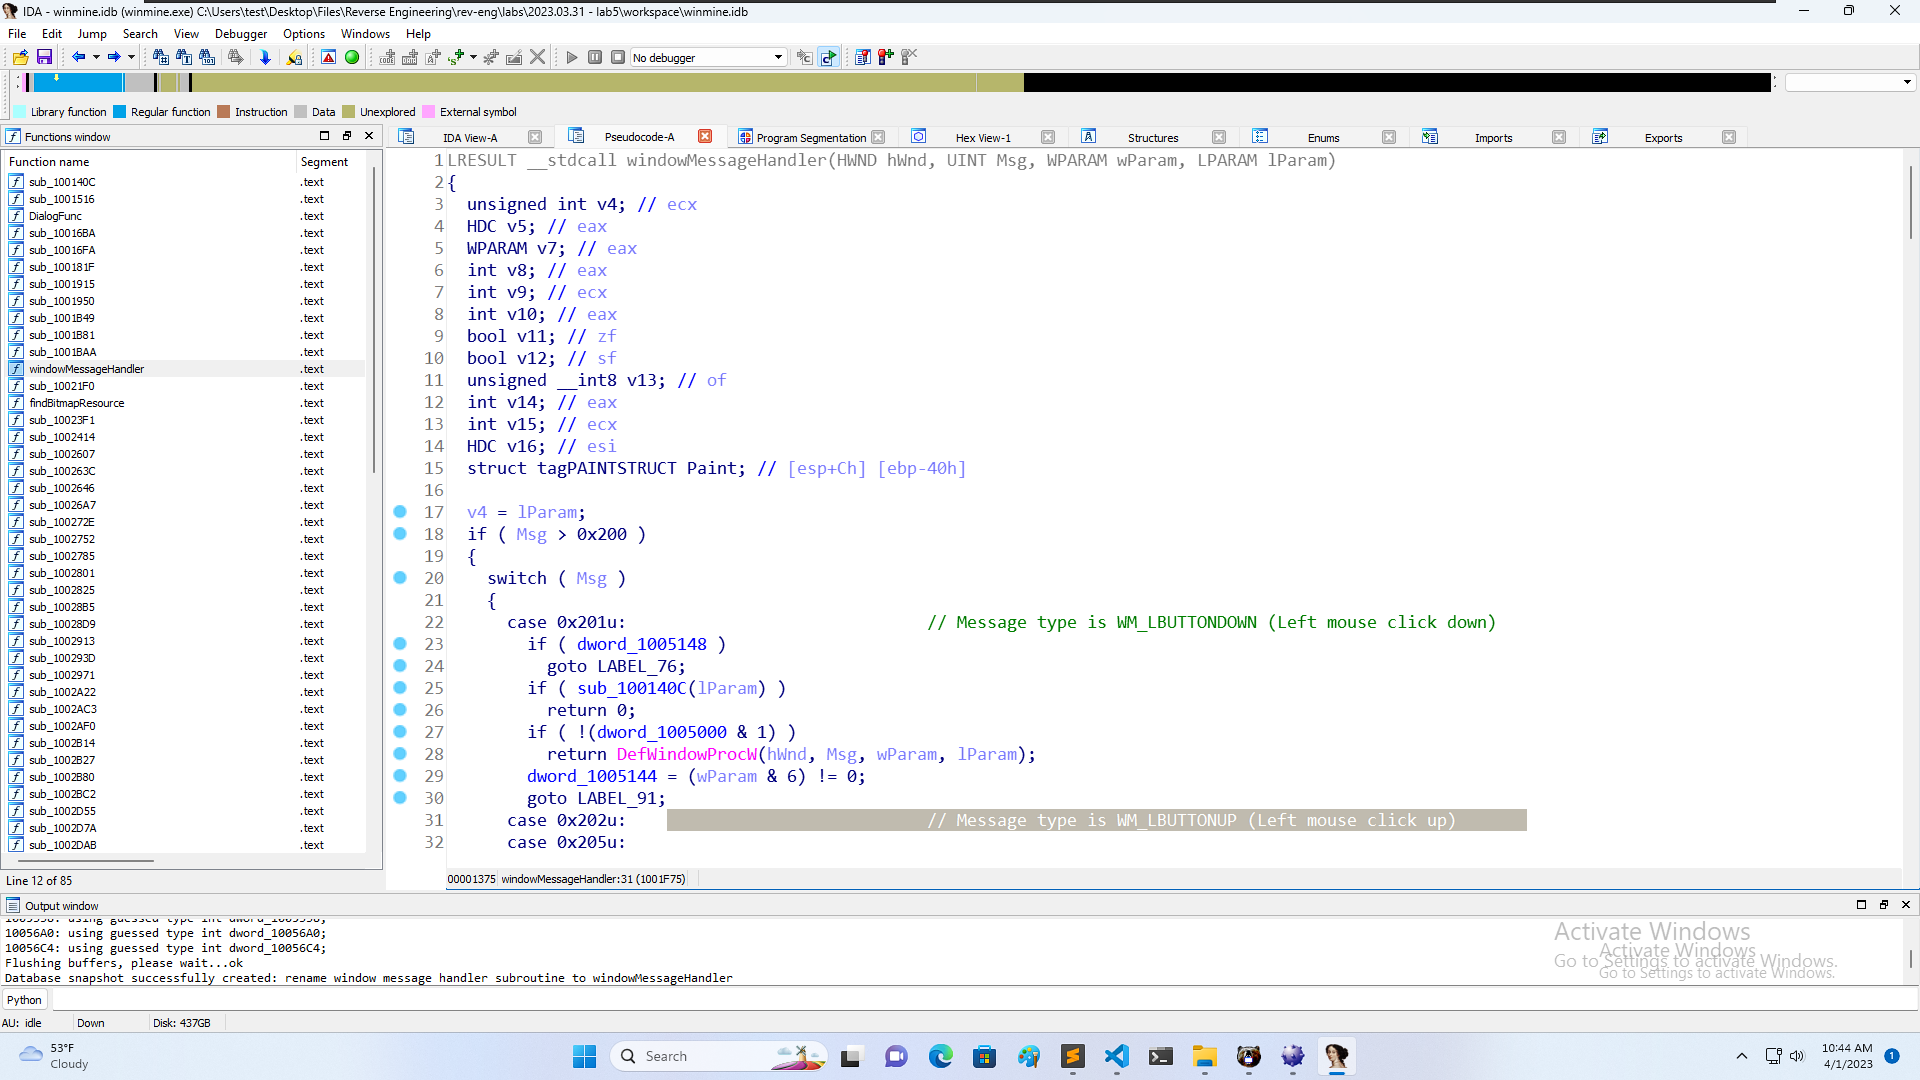 IDA - winmine.idb (winmine.exe) C:\Users\test\Desktop\Files\Reverse Engineering\rev-eng\labs\2023.03.31 - lab5\workspace\winmine.idb
File Edit Jump Search View Debugger Options Windows Help
No debugger
Library function Regular function Instruction Data Unexplored External symbol
Functions window
IDA View-A Pseudocode-A Program Segmentation Hex View-1 Structures Enums Imports Exports
Function name Segment
sub_100140C .text
sub_1001516 .text
DialogFunc .text
sub_10016BA .text
sub_10016FA .text
sub_100181F .text
sub_1001915 .text
sub_1001950 .text
sub_1001B49 .text
sub_1001B81 .text
sub_1001BAA .text
windowMessageHandler .text
sub_10021F0 .text
findBitmapResource .text
sub_10023F1 .text
sub_1002414 .text
sub_1002607 .text
sub_100263C .text
sub_1002646 .text
sub_10026A7 .text
sub_100272E .text
sub_1002752 .text
sub_1002785 .text
sub_1002801 .text
sub_1002825 .text
sub_10028B5 .text
sub_10028D9 .text
sub_1002913 .text
sub_100293D .text
sub_1002971 .text
sub_1002A22 .text
sub_1002AC3 .text
sub_1002AF0 .text
sub_1002B14 .text
sub_1002B27 .text
sub_1002B80 .text
sub_1002BC2 .text
sub_1002D55 .text
sub_1002D7A .text
sub_1002DAB .text
Line 12 of 85
1 LRESULT __stdcall windowMessageHandler(HWND hWnd, UINT Msg, WPARAM wParam, LPARAM lParam)
2 {
3 unsigned int v4; // ecx
4 HDC v5; // eax
5 WPARAM v7; // eax
6 int v8; // eax
7 int v9; // ecx
8 int v10; // eax
9 bool v11; // zf
10 bool v12; // sf
11 unsigned __int8 v13; // of
12 int v14; // eax
13 int v15; // ecx
14 HDC v16; // esi
15 struct tagPAINTSTRUCT Paint; // [esp+Ch] [ebp-40h]
16
17 v4 = lParam;
18 if ( Msg > 0x200 )
19 {
20 switch ( Msg )
21 {
22 case 0x201u: // Message type is WM_LBUTTONDOWN (Left mouse click down)
23 if ( dword_1005148 )
24 goto LABEL_76;
25 if ( sub_100140C(lParam) )
26 return 0;
27 if ( !(dword_1005000 & 1) )
28 return DefWindowProcW(hWnd, Msg, wParam, lParam);
29 dword_1005144 = (wParam & 6) != 0;
30 goto LABEL_91;
31 case 0x202u: // Message type is WM_LBUTTONUP (Left mouse click up)
32 case 0x205u:
00001375 windowMessageHandler:31 (1001F75)
Output window
using guessed type int
10056A0: using guessed type int dword_10056A0;
10056C4: using guessed type int dword_10056C4;
Flushing buffers, please wait...ok
Database snapshot successfully created: rename window message handler subroutine to windowMessageHandler
Activate Windows
Go to Settings to activate Windows.
Activate Windows
Go to Settings to activate Windows.
Python
AU: idle Down Disk: 437GB
53°F
Cloudy
Search
10:44 AM
4/1/2023
1